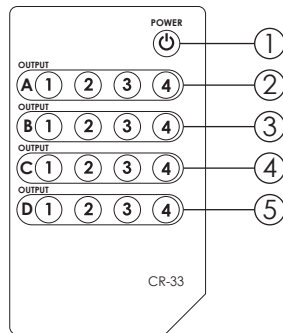 POWER
1
OUTPUT
A 1 2 3 4 2
OUTPUT
B 1 2 3 4 3
OUTPUT
C 1 2 3 4 4
OUTPUT
D 1 2 3 4 5
CR-33